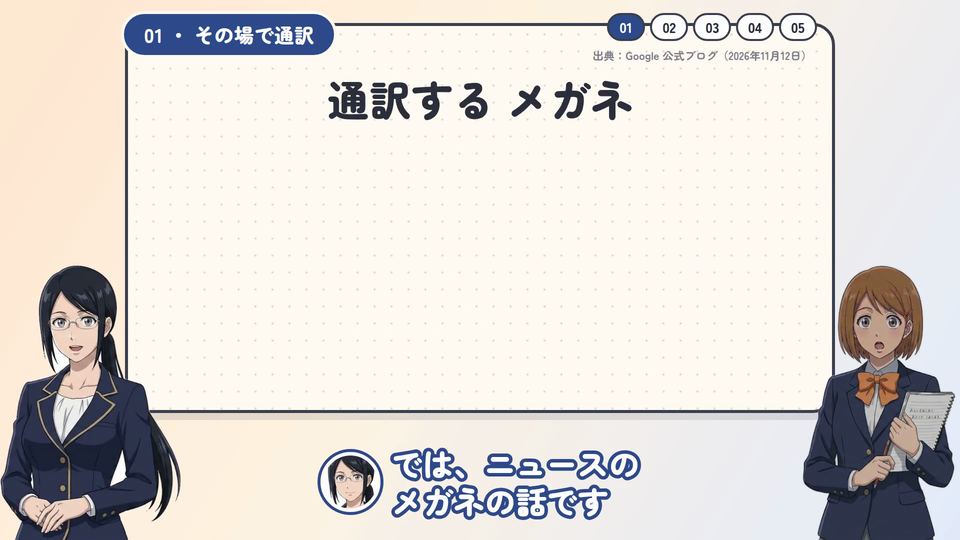 01 ・ その場で通訳
01 02 03 04 05
出典：Google 公式ブログ（2026年11月12日）
通訳する メガネ
では、ニュースの
メガネの話です